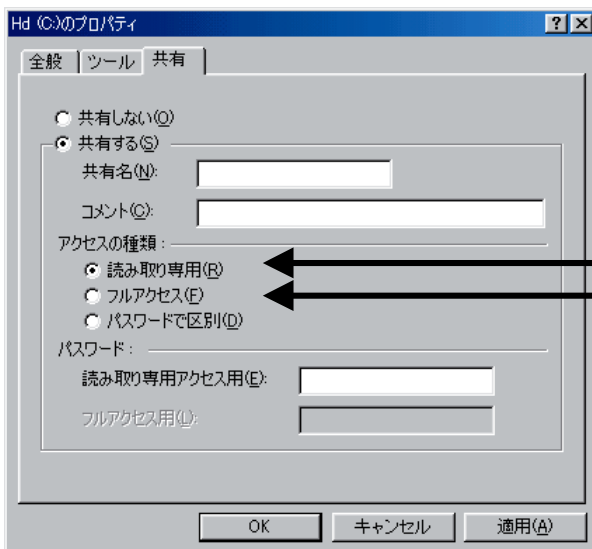 Hd (C:)のプロパティ
全般 ツール 共有
共有しない(O)
共有する(S)
共有名(N):
コメント(C):
アクセスの種類:
読み取り専用(R)
フルアクセス(F)
パスワードで区別(D)
パスワード:
読み取り専用アクセス用(E):
フルアクセス用(L):
OK キャンセル 適用(A)